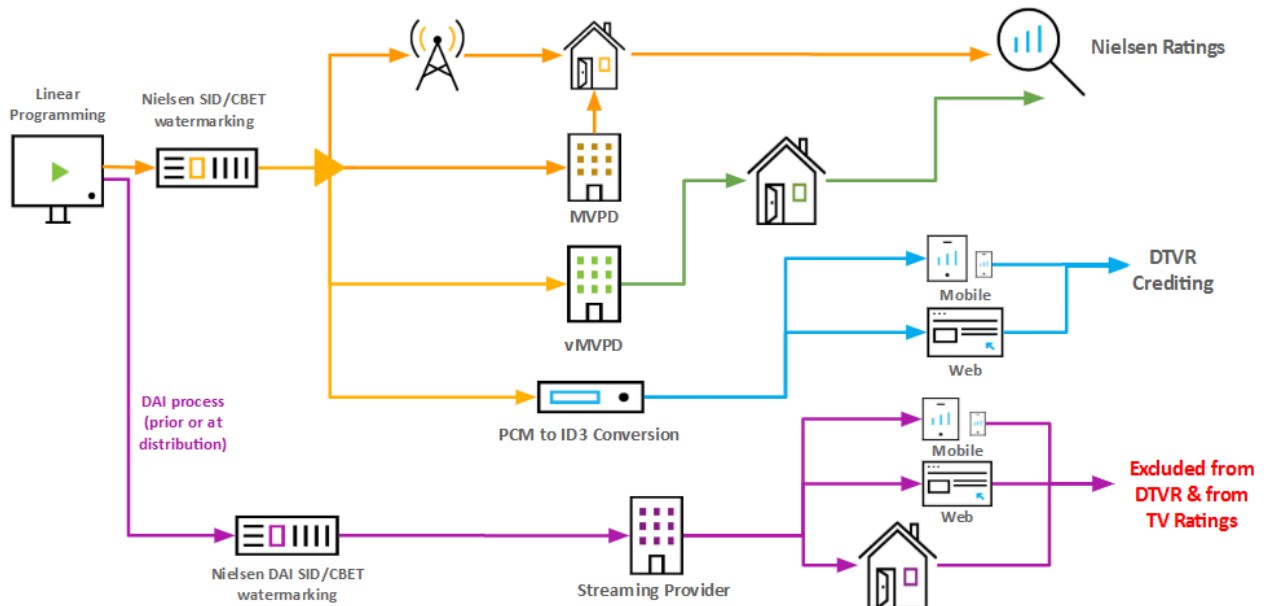 Nielsen Ratings
Linear
Programming
Nielsen SID/CBET
watermarking
MVPD
DTVR
Crediting
Mobile
vMVPD
Web
DAI process
(prior or at
distribution)
PCM to ID3 Conversion
Mobile
Excluded from
DTVR & from
TV Ratings
Web
Nielsen DAI SID/CBET
watermarking
Streaming Provider